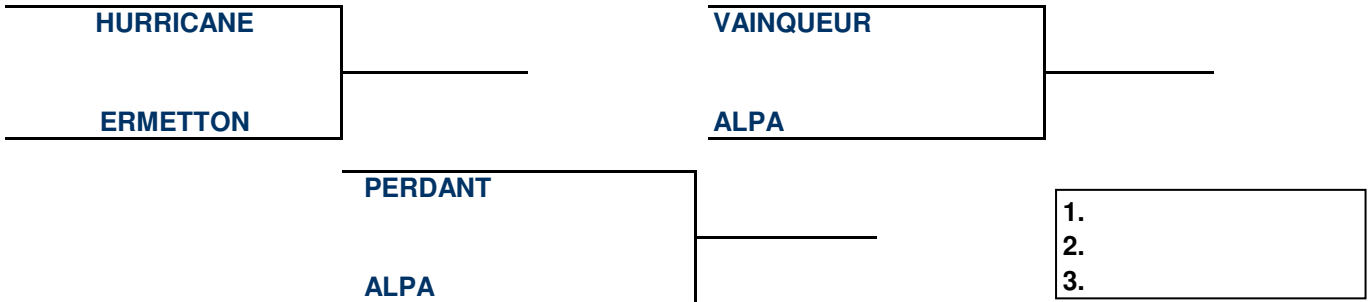 HURRICANE
VAINQUEUR
ERMETTON
ALPA
PERDANT
1.
2.
ALPA
3.